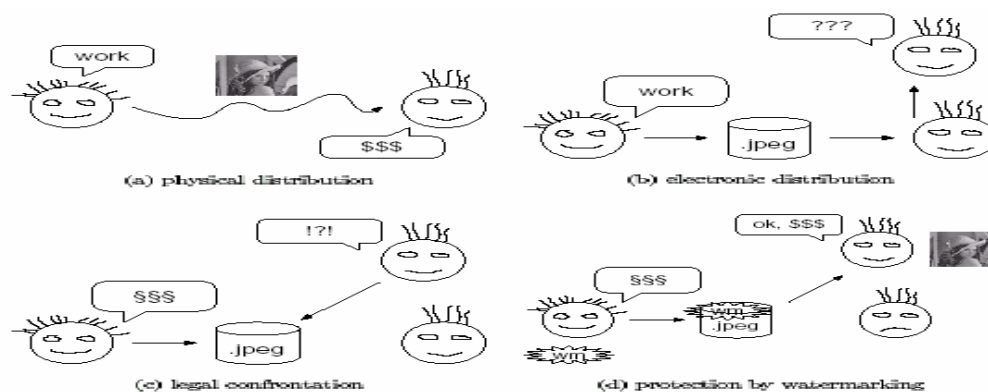 work
$$$
(a) physical distribution
???
work
.jpeg
(b) electronic distribution
!?!
§§§
.jpeg
(c) legal confrontation
ok, $$$
§§§
wm
.jpeg
wm
(d) protection by watermarking